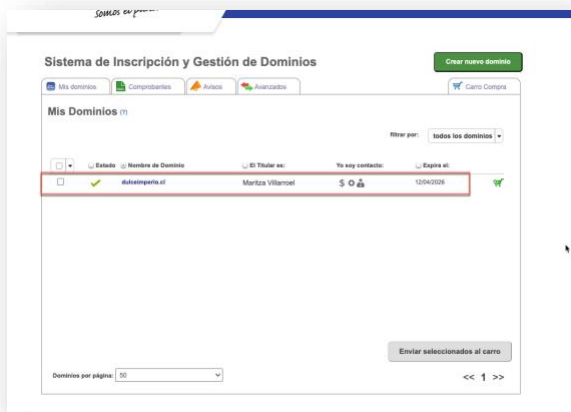 somos el
Sistema de Inscripción y Gestión de Dominios
Crear nuevo dominio
Mis dominios
Comprobantes
Avisos
Avanzados
Carro Compra
Mis Dominios (?)
filtrar por: todos los dominios
Estado Nombre de Dominio El Titular es: Yo soy contacto: Expira el:
dulceimperio.cl Maritza Villarroel 12/04/2026
Enviar seleccionados al carro
Dominios por página: 50
<< 1 >>